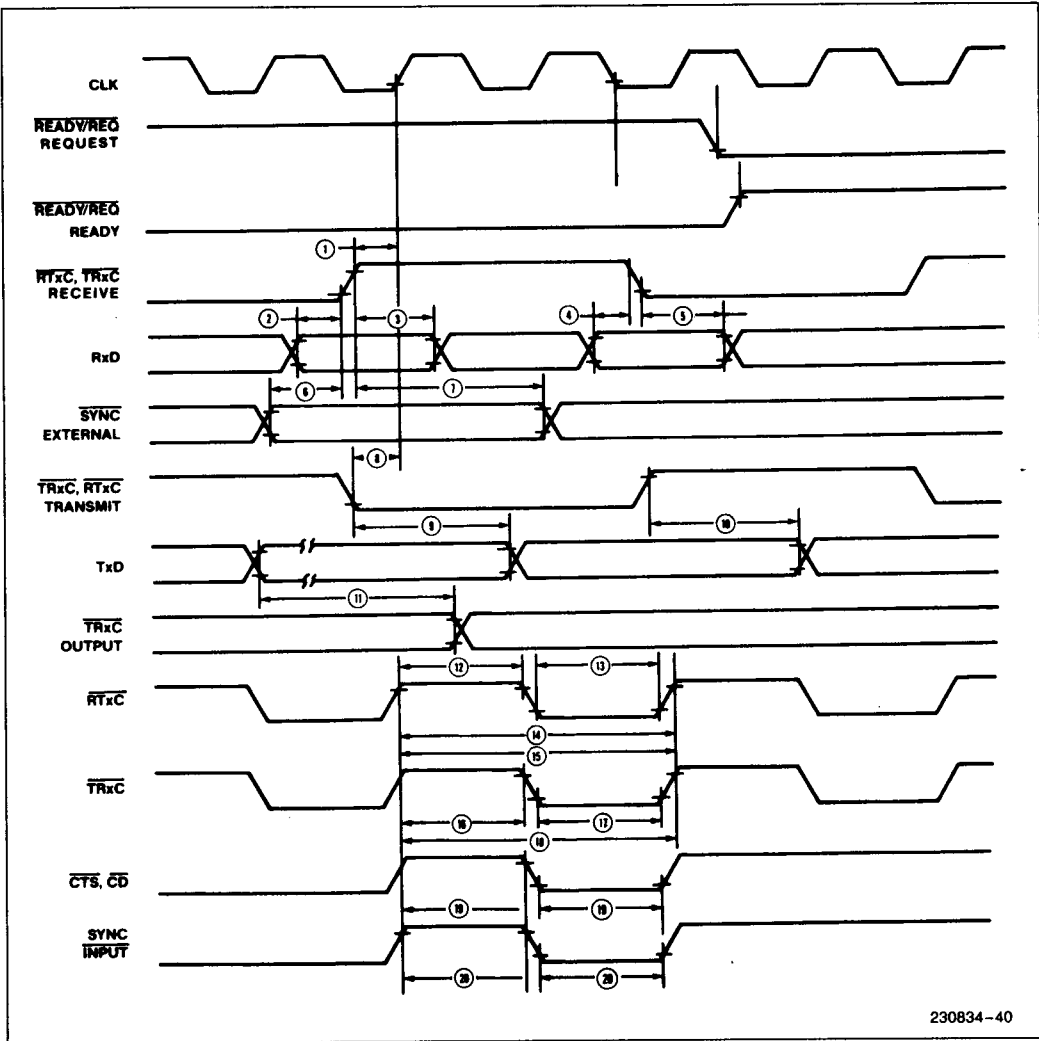 CLK
READY/REQ
REQUEST
READY/REQ
READY
1
RTxC, TRxC
RECEIVE
2
3
4
5
RxD
6
7
SYNC
EXTERNAL
8
TRxC, RTxC
TRANSMIT
9
10
TxD
11
TRxC
OUTPUT
12
13
RTxC
14
15
TRxC
16
17
18
CTS, CD
19
19
SYNC
INPUT
20
20
230834-40